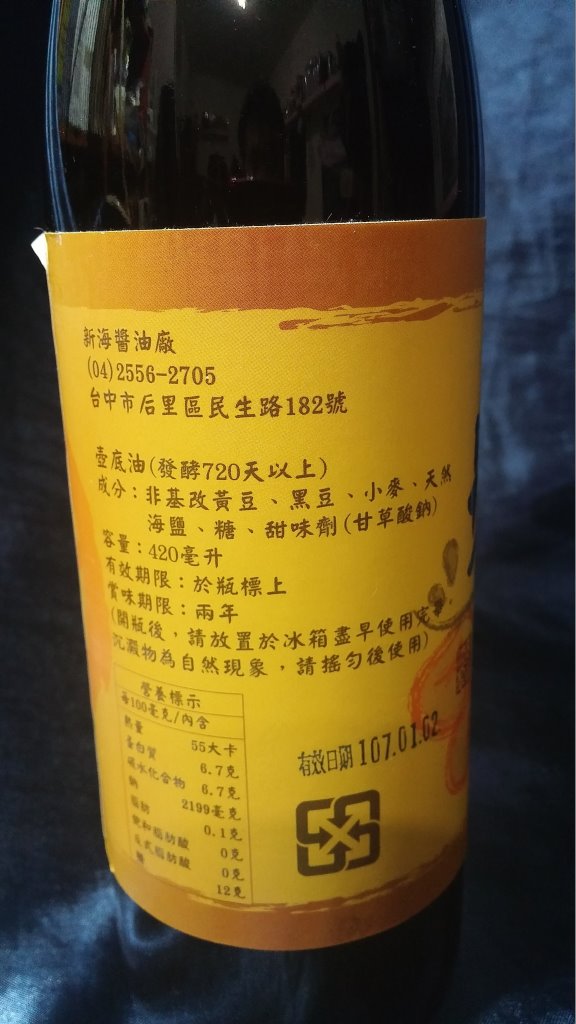 新海醬油廠
(04)2556-2705
台中市后里區民生路182號
壺底油(發酵720天以上)
成分：非基改黃豆、黑豆、小麥、天然
海鹽、糖、甜味劑(甘草酸鈉)
容量：420毫升
有效期限：於瓶標上
賞味期限：兩年
(開瓶後，請放置於冰箱盡早使用完畢，
沉澱物為自然現象，請搖勻後使用)
營養標示
每100毫克/內含
熱量 55大卡
蛋白質 6.7克
碳水化合物 6.7克
鈉 2199毫克
脂肪 0.1克
飽和脂肪酸 0克
反式脂肪酸 0克
糖 12克
有效日期 107.01.02